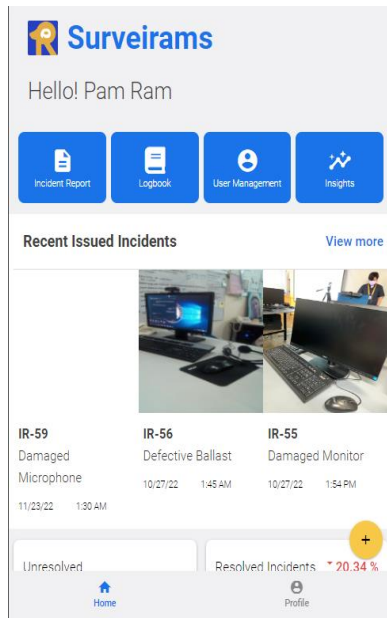 Surveirams
Hello! Pam Ram
Incident Report
Logbook
User Management
Insights
Recent Issued Incidents
View more
IR-59
Damaged
Microphone
11/23/22 1:30 AM
IR-56
Defective Ballast
10/27/22 1:45 AM
IR-55
Damaged Monitor
10/27/22 1:54 PM
+
Unresolved
Resolved Incidents 20.34 %
Home
Profile